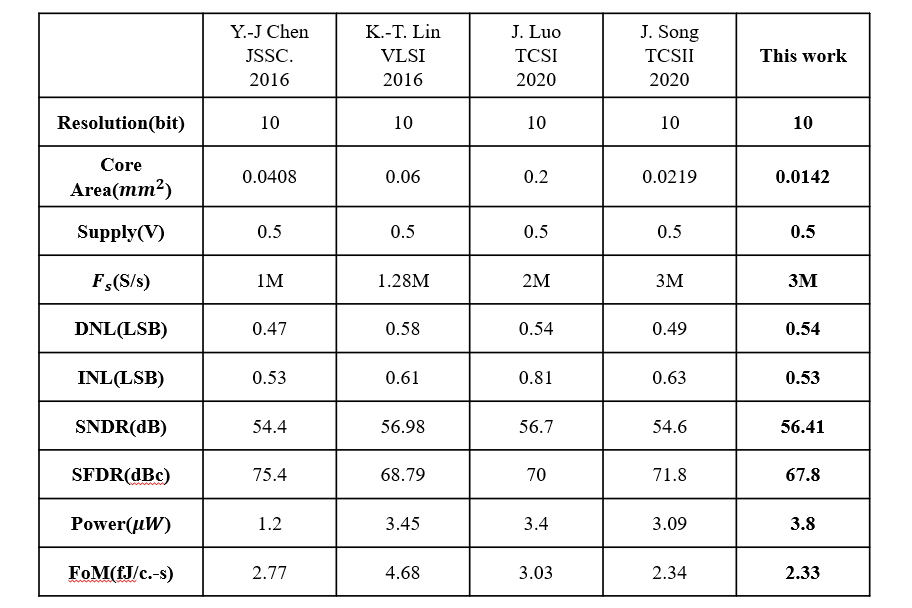 Y.-J Chen
JSSC.
2016
K.-T. Lin
VLSI
2016
J. Luo
TCSI
2020
J. Song
TCSII
2020
This work
Resolution(bit) 10 10 10 10 10
Core
Area(mm²) 0.0408 0.06 0.2 0.0219 0.0142
Supply(V) 0.5 0.5 0.5 0.5 0.5
Fₛ(S/s) 1M 1.28M 2M 3M 3M
DNL(LSB) 0.47 0.58 0.54 0.49 0.54
INL(LSB) 0.53 0.61 0.81 0.63 0.53
SNDR(dB) 54.4 56.98 56.7 54.6 56.41
SFDR(dBc) 75.4 68.79 70 71.8 67.8
Power(μW) 1.2 3.45 3.4 3.09 3.8
FoM(fJ/c.-s) 2.77 4.68 3.03 2.34 2.33